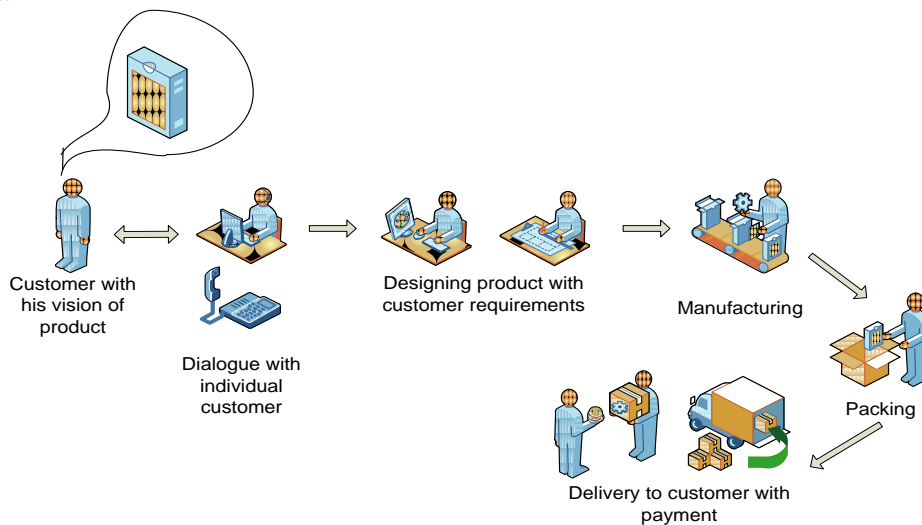 Customer with
his vision of
product
Dialogue with
individual
customer
Designing product with
customer requirements
Manufacturing
Packing
Delivery to customer with
payment